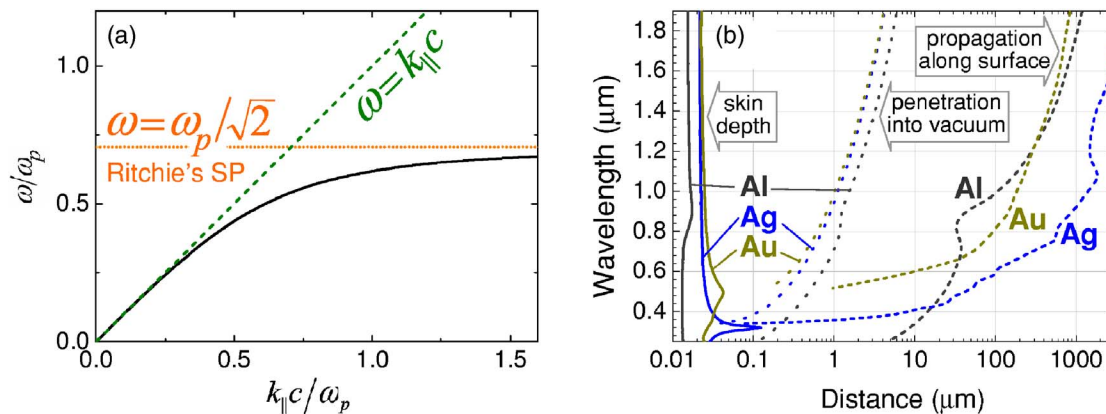 (a)
ω=k∥c
ω=ω_p/√2
Ritchie's SP
ω/ω_p
1.0
0.5
0.0
0.0 0.5 1.0 1.5
k∥c/ω_p
(b)
propagation
along surface
skin
depth
penetration
into vacuum
Al
Ag
Au
Al
Au
Ag
Wavelength (μm)
1.8
1.6
1.4
1.2
1.0
0.8
0.6
0.4
0.01 0.1 1 10 100 1000
Distance (μm)